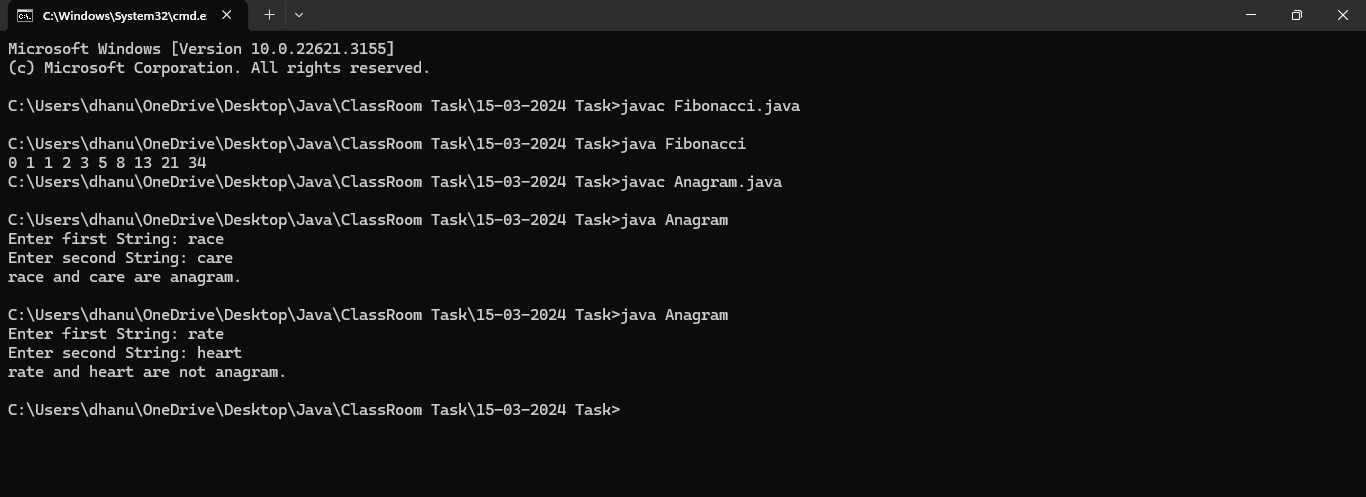 C:\Windows\System32\cmd.e
Microsoft Windows [Version 10.0.22621.3155]
(c) Microsoft Corporation. All rights reserved.
C:\Users\dhanu\OneDrive\Desktop\Java\ClassRoom Task\15-03-2024 Task>javac Fibonacci.java
C:\Users\dhanu\OneDrive\Desktop\Java\ClassRoom Task\15-03-2024 Task>java Fibonacci
0 1 1 2 3 5 8 13 21 34
C:\Users\dhanu\OneDrive\Desktop\Java\ClassRoom Task\15-03-2024 Task>javac Anagram.java
C:\Users\dhanu\OneDrive\Desktop\Java\ClassRoom Task\15-03-2024 Task>java Anagram
Enter first String: race
Enter second String: care
race and care are anagram.
C:\Users\dhanu\OneDrive\Desktop\Java\ClassRoom Task\15-03-2024 Task>java Anagram
Enter first String: rate
Enter second String: heart
rate and heart are not anagram.
C:\Users\dhanu\OneDrive\Desktop\Java\ClassRoom Task\15-03-2024 Task>